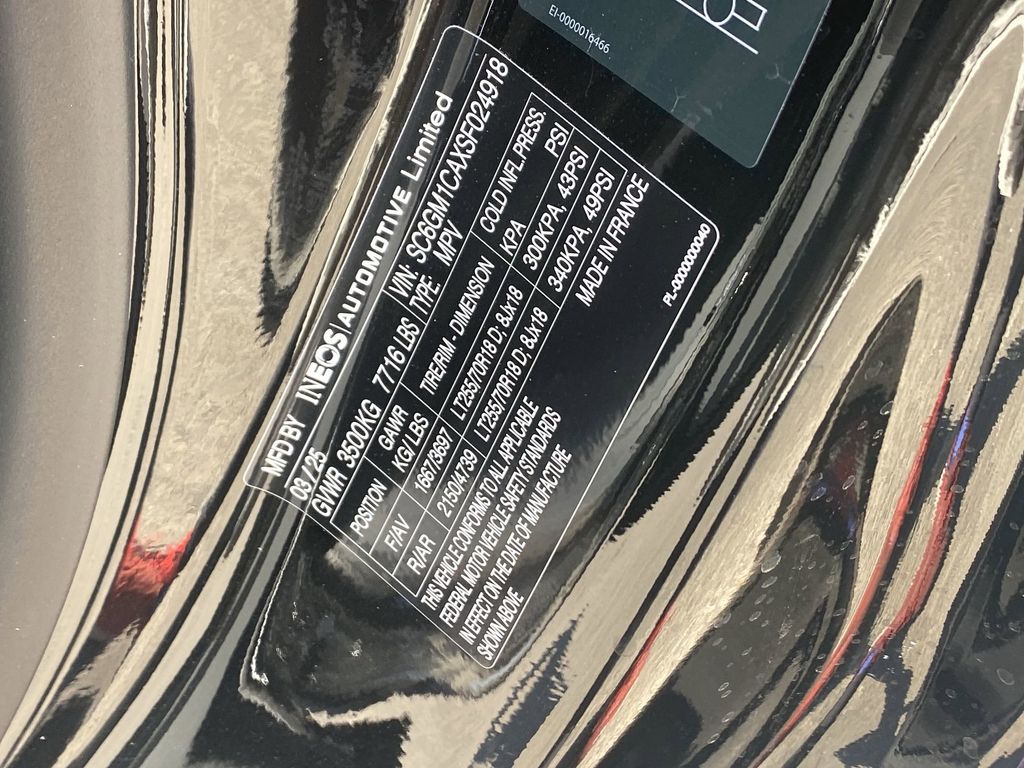 EI-0000016466
MFD BY INEOS | AUTOMOTIVE Limited
03 / 25 VIN: SC6GM1CAXSF024918
GVWR 3500KG 7716 LBS TYPE: MPV
POSITION GAWR TIRE/RIM - DIMENSION COLD INFL.PRESS.
KG / LBS KPA PSI
F/AV 1667/3697 LT255/70R18 D; 8Jx18 300KPA, 43PSI
R/AR 2150/4739 LT255/70R18 D; 8Jx18 340KPA, 49PSI
THIS VEHICLE CONFORMS TO ALL APPLICABLE MADE IN FRANCE
FEDERAL MOTOR VEHICLE SAFETY STANDARDS
IN EFFECT ON THE DATE OF MANUFACTURE
SHOWN ABOVE
PL-0000000040